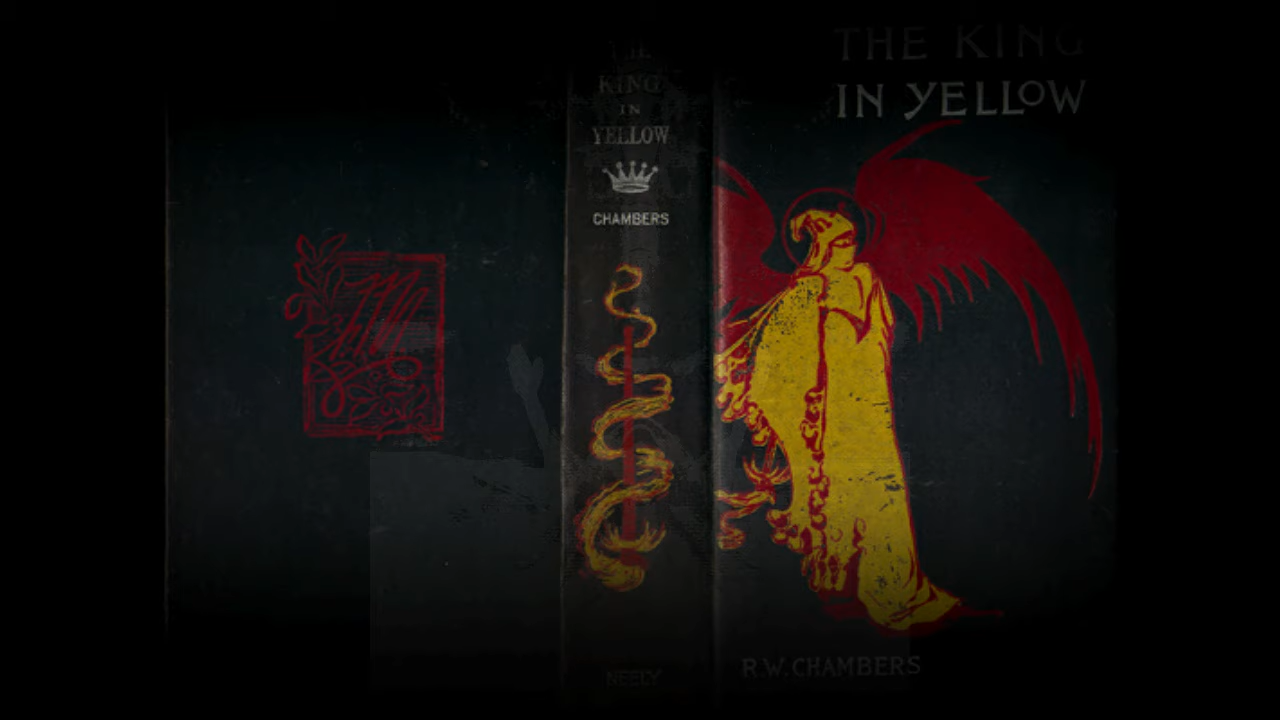 THE
KING
IN
YELLOW
CHAMBERS
NEELY
THE KING
IN YELLOW
R.W. CHAMBERS